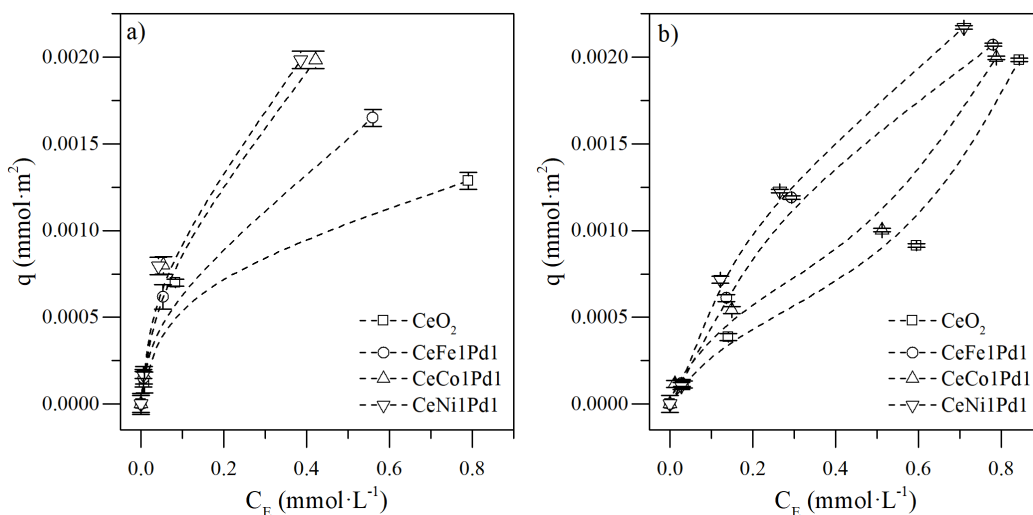 a)
q (mmol·m²)
0.0020
0.0015
0.0010
0.0005
0.0000
CeO₂
CeFe1Pd1
CeCo1Pd1
CeNi1Pd1
0.0 0.2 0.4 0.6 0.8
C_E (mmol·L⁻¹)
b)
q (mmol·m²)
0.0020
0.0015
0.0010
0.0005
0.0000
CeO₂
CeFe1Pd1
CeCo1Pd1
CeNi1Pd1
0.0 0.2 0.4 0.6 0.8
C_E (mmol·L⁻¹)